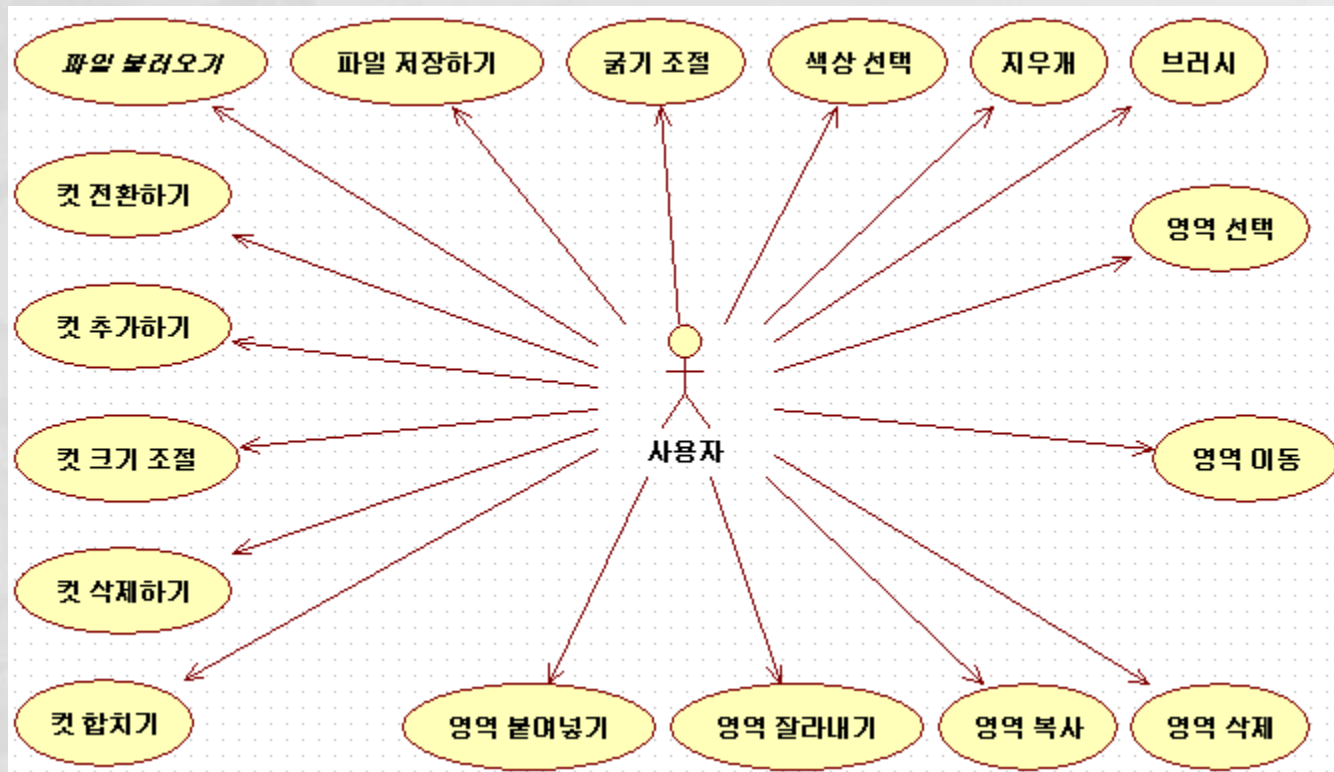 파일 불러오기
파일 저장하기
굵기 조절
색상 선택
지우개
브러시
컷 전환하기
영역 선택
컷 추가하기
사용자
컷 크기 조절
영역 이동
컷 삭제하기
컷 합치기
영역 붙여넣기
영역 잘라내기
영역 복사
영역 삭제